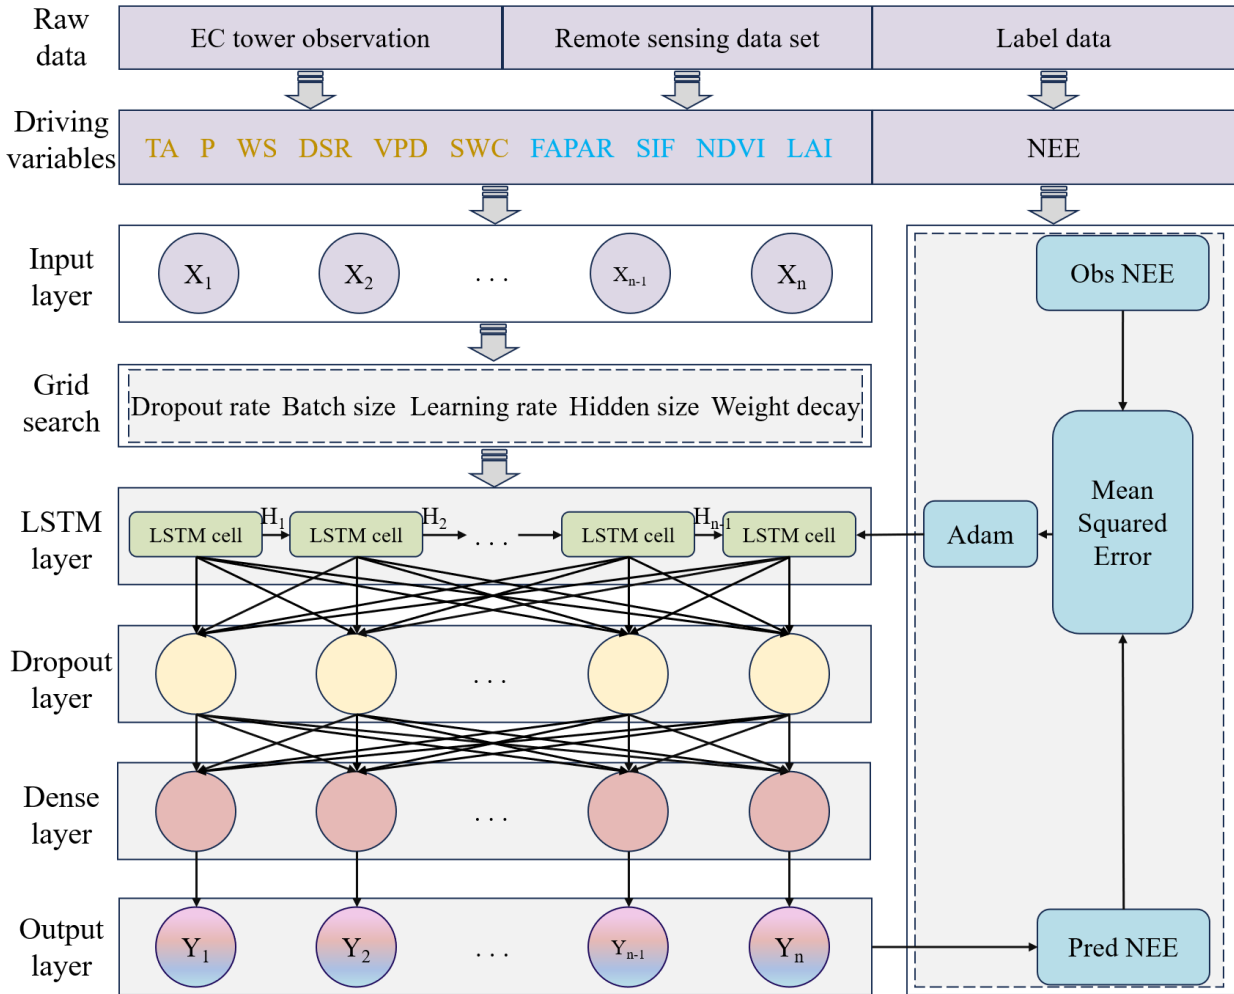 Raw
data
EC tower observation
Remote sensing data set
Label data
Driving
variables
TA P WS DSR VPD SWC FAPAR SIF NDVI LAI
NEE
Input
layer
X1
X2
. . .
Xn-1
Xn
Obs NEE
Grid
search
Dropout rate Batch size Learning rate Hidden size Weight decay
Mean
Squared
Error
Adam
LSTM
layer
LSTM cell
H1
LSTM cell
H2
. . .
LSTM cell
Hn-1
LSTM cell
Dropout
layer
. . .
Dense
layer
. . .
Output
layer
Y1
Y2
. . .
Yn-1
Yn
Pred NEE